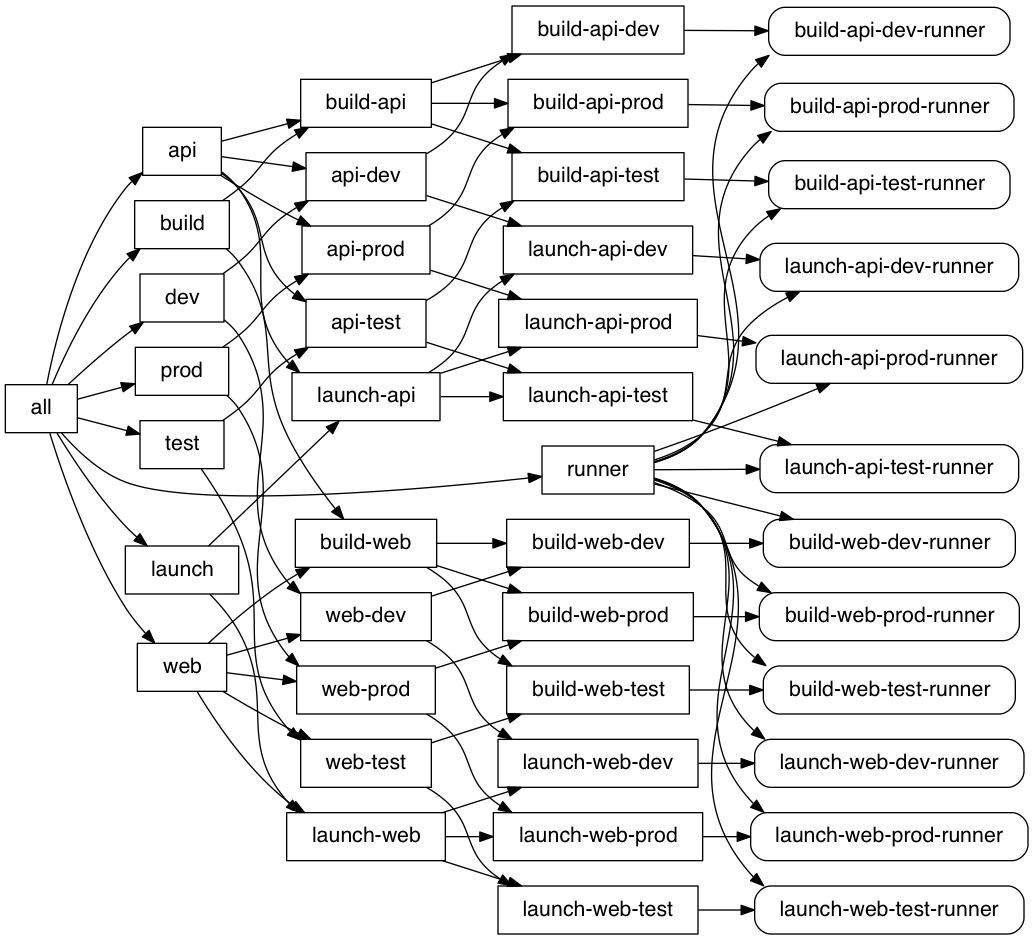 all
api
build
dev
prod
test
launch
web
build-api
api-dev
api-prod
api-test
launch-api
build-web
web-dev
web-prod
web-test
launch-web
build-api-dev
build-api-prod
build-api-test
launch-api-dev
launch-api-prod
launch-api-test
runner
build-web-dev
build-web-prod
build-web-test
launch-web-dev
launch-web-prod
launch-web-test
build-api-dev-runner
build-api-prod-runner
build-api-test-runner
launch-api-dev-runner
launch-api-prod-runner
launch-api-test-runner
build-web-dev-runner
build-web-prod-runner
build-web-test-runner
launch-web-dev-runner
launch-web-prod-runner
launch-web-test-runner